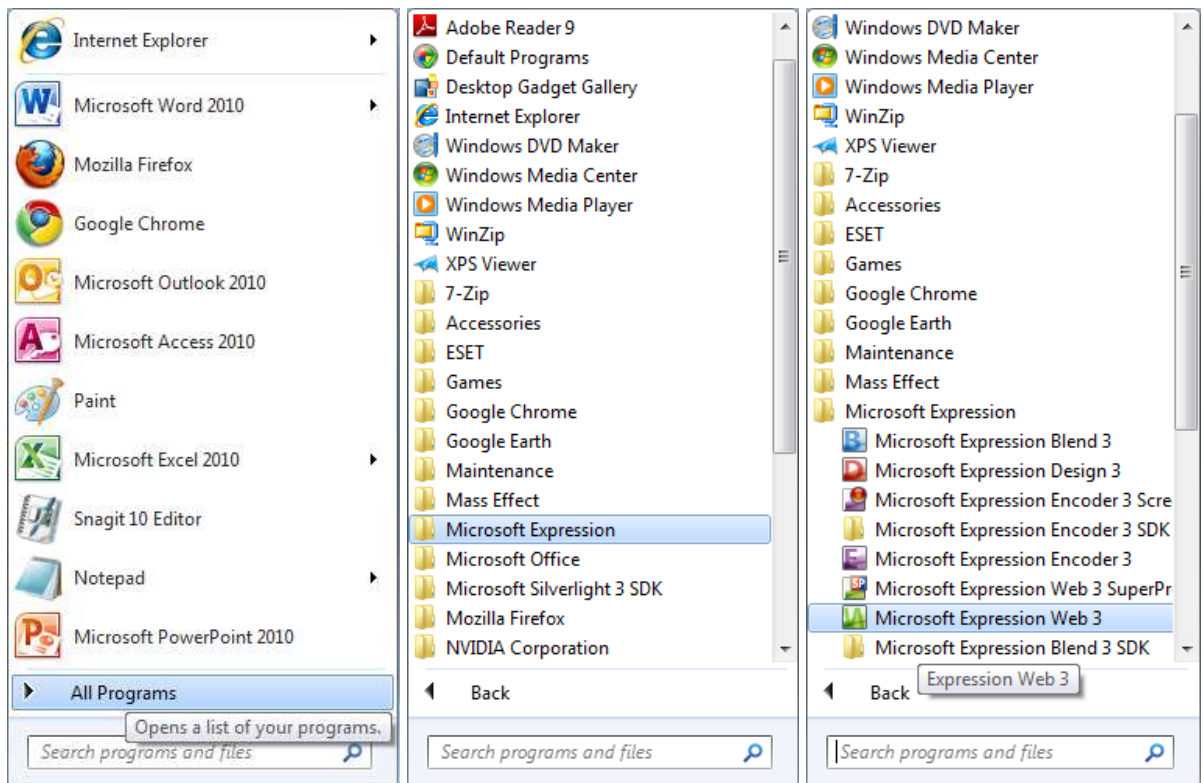 Internet Explorer
Microsoft Word 2010
Mozilla Firefox
Google Chrome
Microsoft Outlook 2010
Microsoft Access 2010
Paint
Microsoft Excel 2010
Snagit 10 Editor
Notepad
Microsoft PowerPoint 2010
All Programs
Opens a list of your programs.
Search programs and files
Adobe Reader 9
Default Programs
Desktop Gadget Gallery
Internet Explorer
Windows DVD Maker
Windows Media Center
Windows Media Player
WinZip
XPS Viewer
7-Zip
Accessories
ESET
Games
Google Chrome
Google Earth
Maintenance
Mass Effect
Microsoft Expression
Microsoft Office
Microsoft Silverlight 3 SDK
Mozilla Firefox
NVIDIA Corporation
Back
Search programs and files
Windows DVD Maker
Windows Media Center
Windows Media Player
WinZip
XPS Viewer
7-Zip
Accessories
ESET
Games
Google Chrome
Google Earth
Maintenance
Mass Effect
Microsoft Expression
Microsoft Expression Blend 3
Microsoft Expression Design 3
Microsoft Expression Encoder 3 Scre
Microsoft Expression Encoder 3 SDK
Microsoft Expression Encoder 3
Microsoft Expression Web 3 SuperPr
Microsoft Expression Web 3
Microsoft Expression Blend 3 SDK
Expression Web 3
Back
Search programs and files